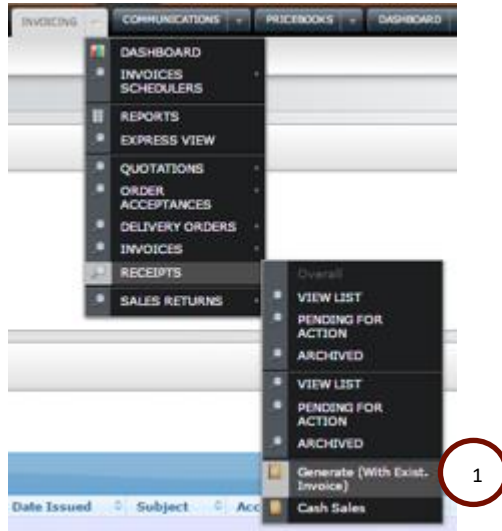 INVOICING COMMUNICATIONS PRICEBOOKS DASHBOARD
DASHBOARD
INVOICES
SCHEDULERS
REPORTS
EXPRESS VIEW
QUOTATIONS
ORDER
ACCEPTANCES
DELIVERY ORDERS
INVOICES
RECEIPTS
SALES RETURNS
Overall
VIEW LIST
PENDING FOR
ACTION
ARCHIVED
VIEW LIST
PENDING FOR
ACTION
ARCHIVED
Generate (With Exist.
Invoice)
1
Cash Sales
Date Issued Subject Acc